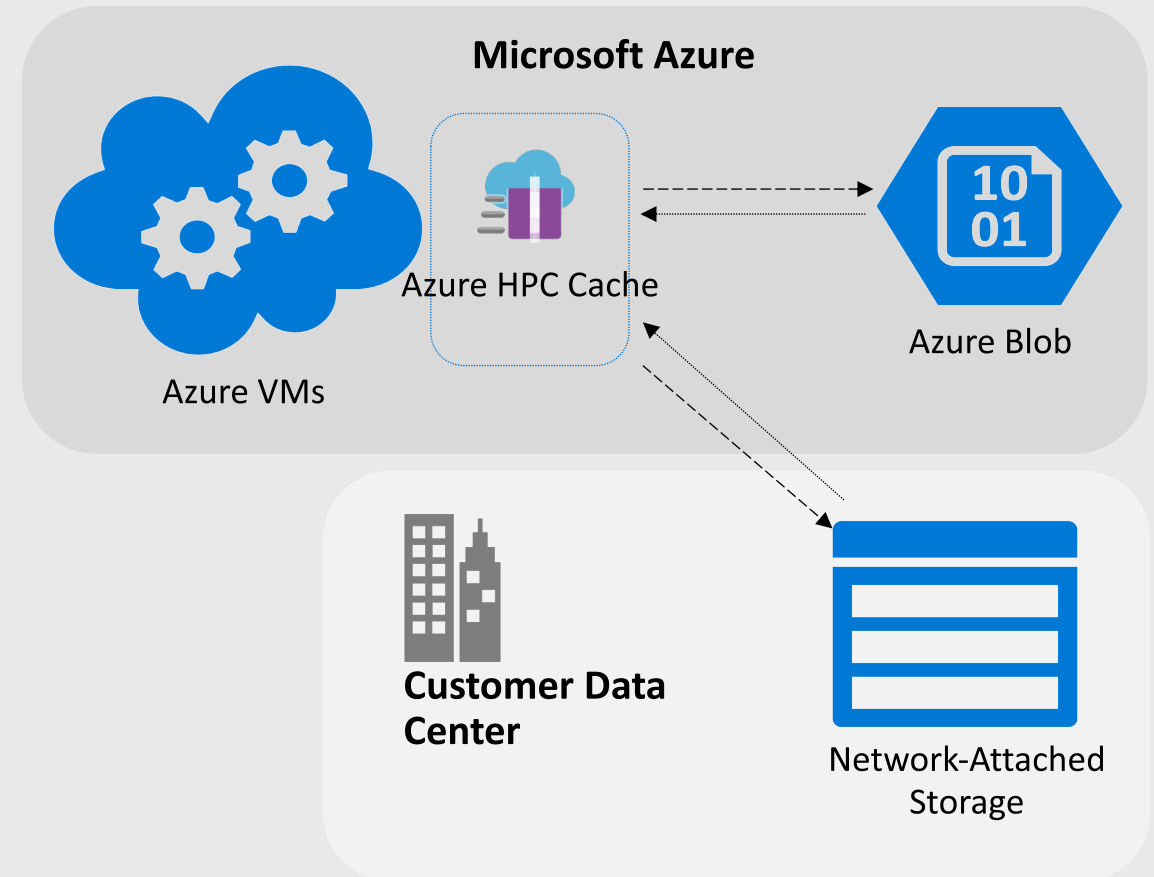 Microsoft Azure
Azure HPC Cache
10
01
Azure Blob
Azure VMs
Customer Data
Center
Network-Attached
Storage